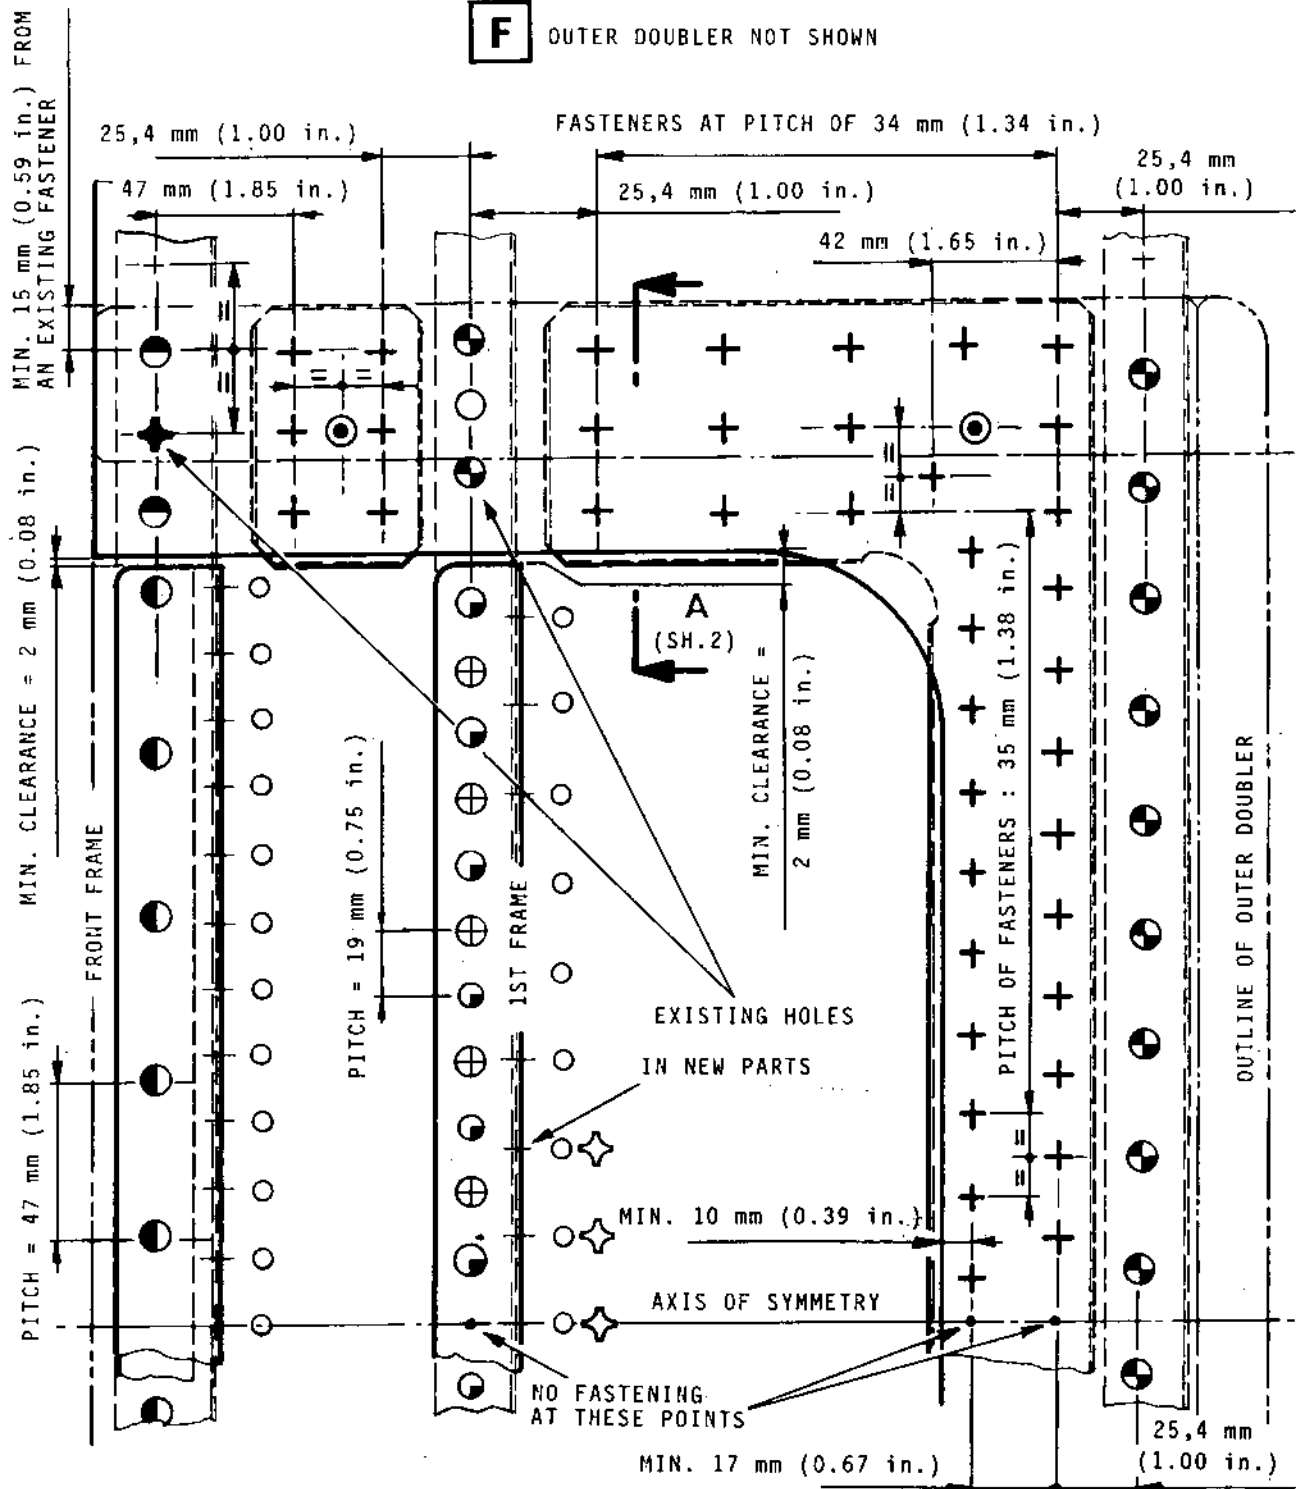 F OUTER DOUBLER NOT SHOWN
MIN. 15 mm (0.59 in.) FROM
AN EXISTING FASTENER
25,4 mm (1.00 in.)
FASTENERS AT PITCH OF 34 mm (1.34 in.)
25,4 mm
(1.00 in.)
47 mm (1.85 in.)
25,4 mm (1.00 in.)
42 mm (1.65 in.)
=
=
=
=
=
=
MIN. CLEARANCE = 2 mm (0.08 in.)
A
(SH.2)
MIN. CLEARANCE =
2 mm (0.08 in.)
PITCH OF FASTENERS : 35 mm (1.38 in.)
FRONT FRAME
PITCH = 19 mm (0.75 in.)
1ST FRAME
OUTLINE OF OUTER DOUBLER
EXISTING HOLES
IN NEW PARTS
PITCH = 47 mm (1.85 in.)
=
=
MIN. 10 mm (0.39 in.)
AXIS OF SYMMETRY
NO FASTENING
AT THESE POINTS
25,4 mm
(1.00 in.)
MIN. 17 mm (0.67 in.)